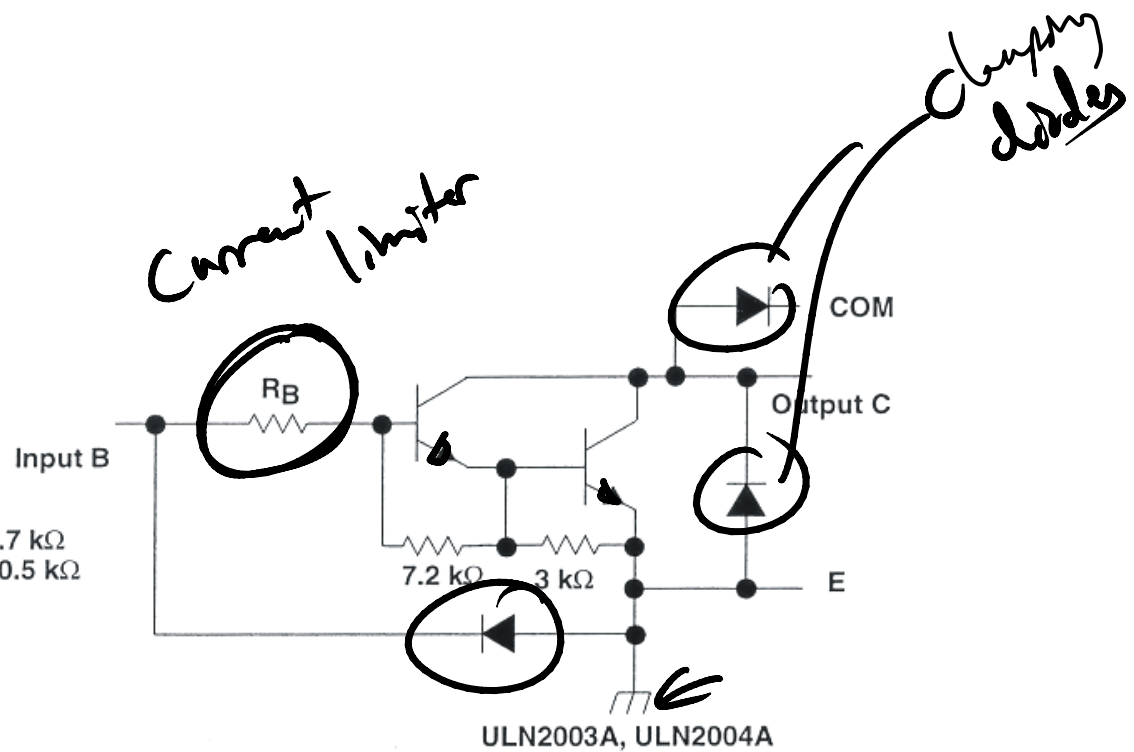 Clamping
diodes
Current
limiter
COM
RB
Output C
Input B
.7 kΩ
0.5 kΩ
7.2 kΩ
3 kΩ
E
ULN2003A, ULN2004A